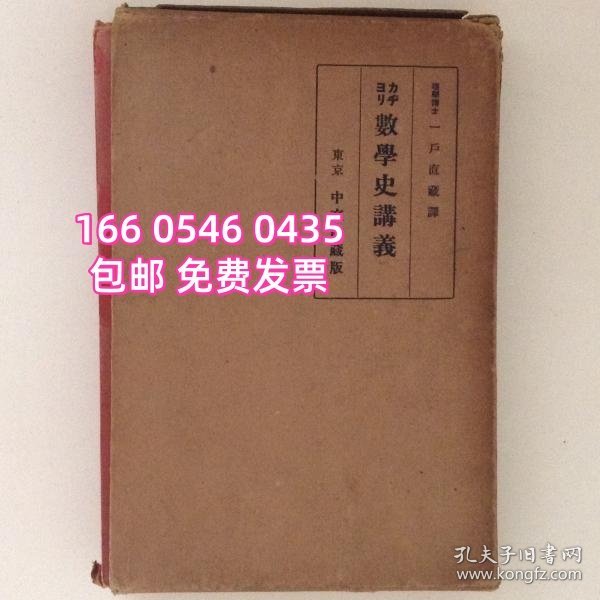 理學博士 一戶直藏譯
カヂヨリ 數學史講義
東京 中 藏版
166 0546 0435
包邮 免费发票
孔夫子旧书网
www.kongfz.com